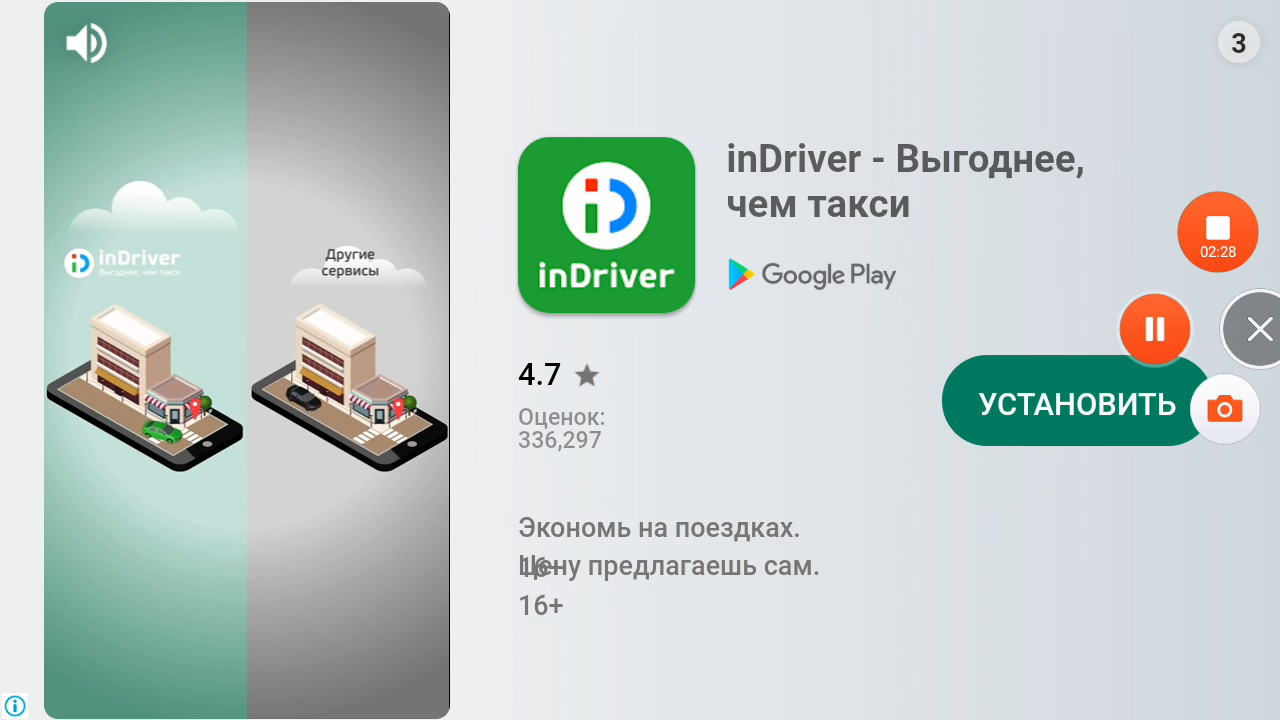 3
inDriver - Выгоднее,
чем такси
inDriver
Google Play
inDriver
Выгоднее, чем такси
Другие
сервисы
02:28
4.7
Оценок:
336,297
УСТАНОВИТЬ
Экономь на поездках.
Цену предлагаешь сам.
16+
16+